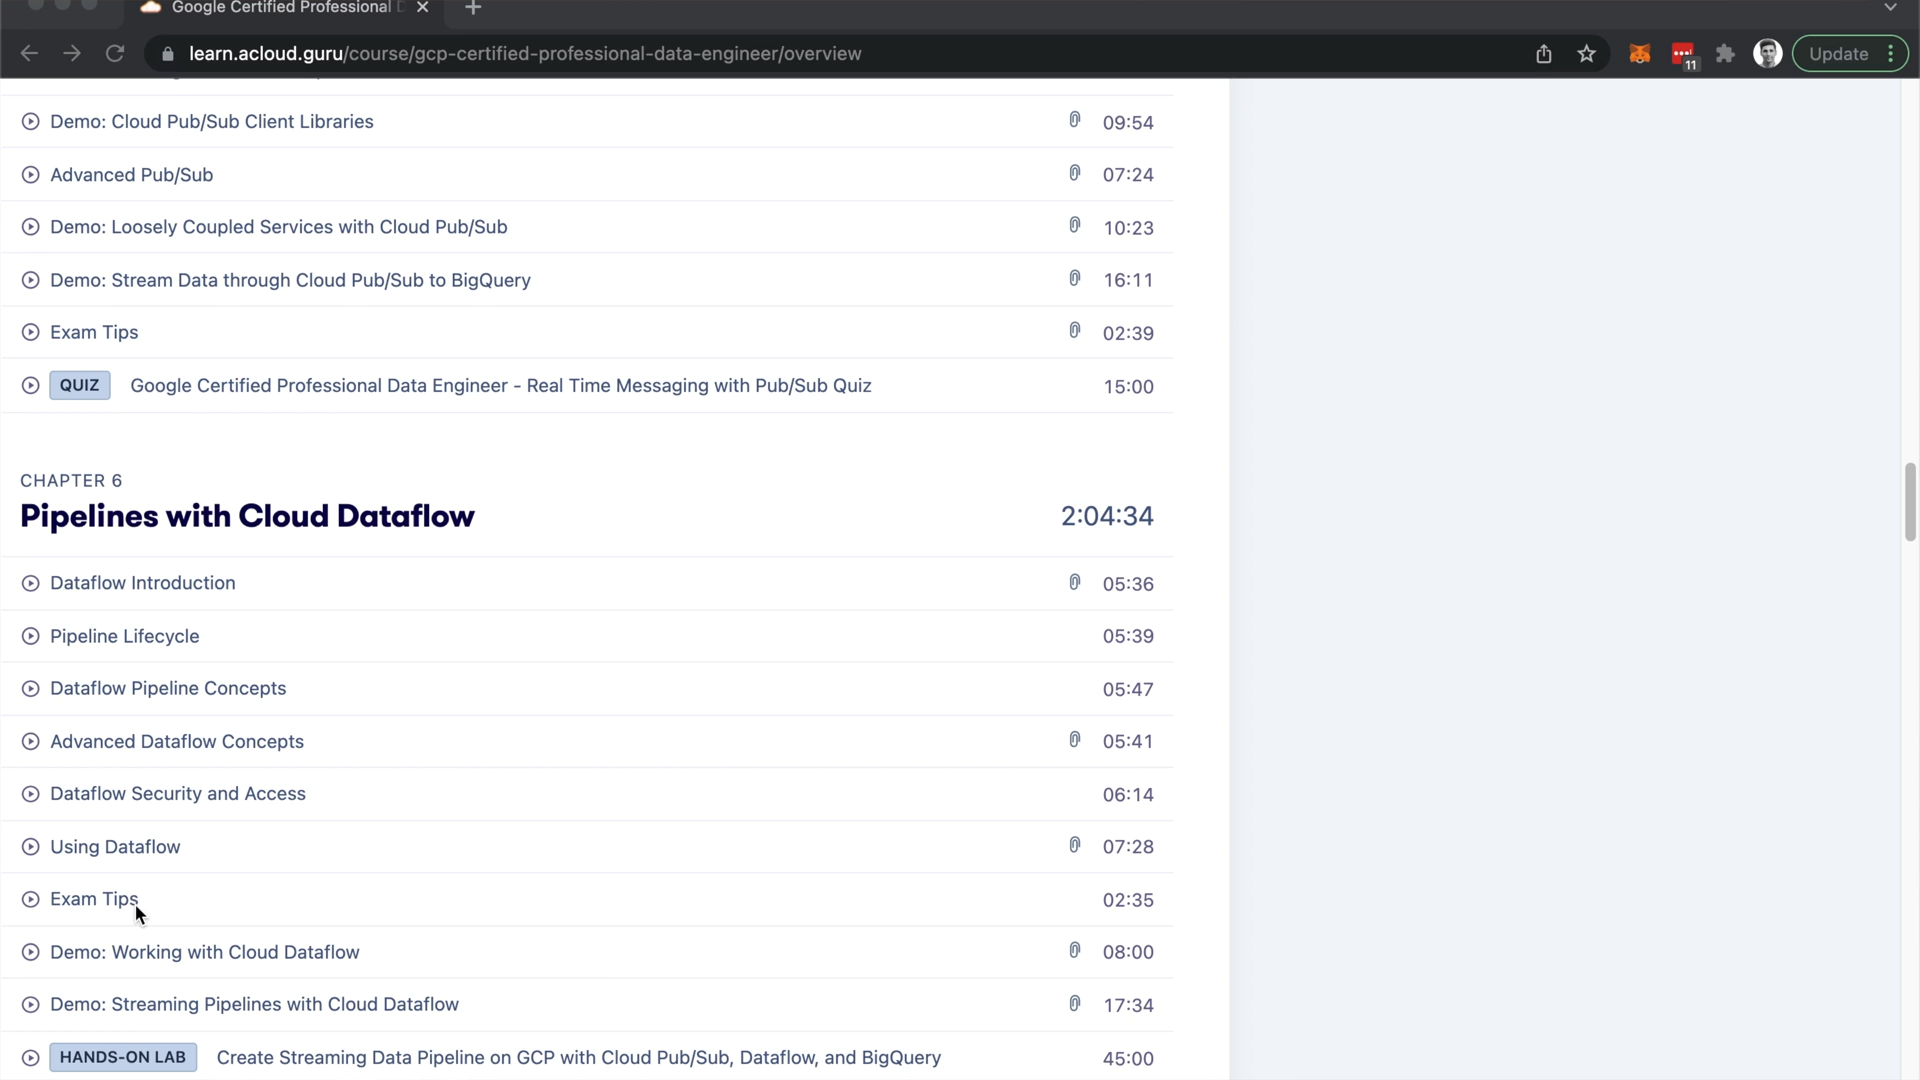 Google Certified Professional D
learn.acloud.guru/course/gcp-certified-professional-data-engineer/overview
11
Update
Demo: Cloud Pub/Sub Client Libraries 09:54
Advanced Pub/Sub 07:24
Demo: Loosely Coupled Services with Cloud Pub/Sub 10:23
Demo: Stream Data through Cloud Pub/Sub to BigQuery 16:11
Exam Tips 02:39
QUIZ Google Certified Professional Data Engineer - Real Time Messaging with Pub/Sub Quiz 15:00
CHAPTER 6
Pipelines with Cloud Dataflow 2:04:34
Dataflow Introduction 05:36
Pipeline Lifecycle 05:39
Dataflow Pipeline Concepts 05:47
Advanced Dataflow Concepts 05:41
Dataflow Security and Access 06:14
Using Dataflow 07:28
Exam Tips 02:35
Demo: Working with Cloud Dataflow 08:00
Demo: Streaming Pipelines with Cloud Dataflow 17:34
HANDS-ON LAB Create Streaming Data Pipeline on GCP with Cloud Pub/Sub, Dataflow, and BigQuery 45:00